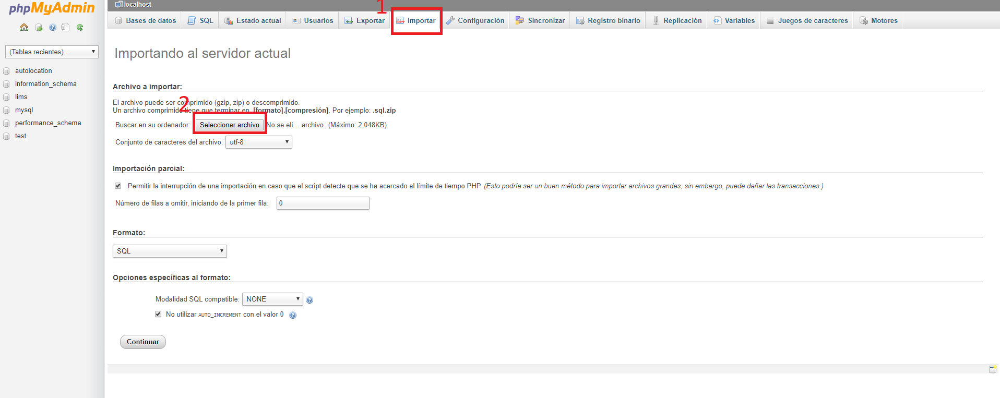 phpMyAdmin
(Tablas recientes) ...
autolocation
information_schema
lims
mysql
performance_schema
test
localhost
1
Bases de datos SQL Estado actual Usuarios Exportar Importar Configuración Sincronizar Registro binario Replicación Variables Juegos de caracteres Motores
Importando al servidor actual
Archivo a importar:
El archivo puede ser comprimido (gzip, zip) o descomprimido.
2
Un archivo comprimido tiene que terminar en .[formato].[compresión]. Por ejemplo: .sql.zip
Buscar en su ordenador: Seleccionar archivo No se eli... archivo (Máximo: 2,048KB)
Conjunto de caracteres del archivo: utf-8
Importación parcial:
Permitir la interrupción de una importación en caso que el script detecte que se ha acercado al límite de tiempo PHP. (Esto podría ser un buen método para importar archivos grandes; sin embargo, puede dañar las transacciones.)
Número de filas a omitir, iniciando de la primer fila: 0
Formato:
SQL
Opciones específicas al formato:
Modalidad SQL compatible: NONE
No utilizar AUTO_INCREMENT con el valor 0
Continuar